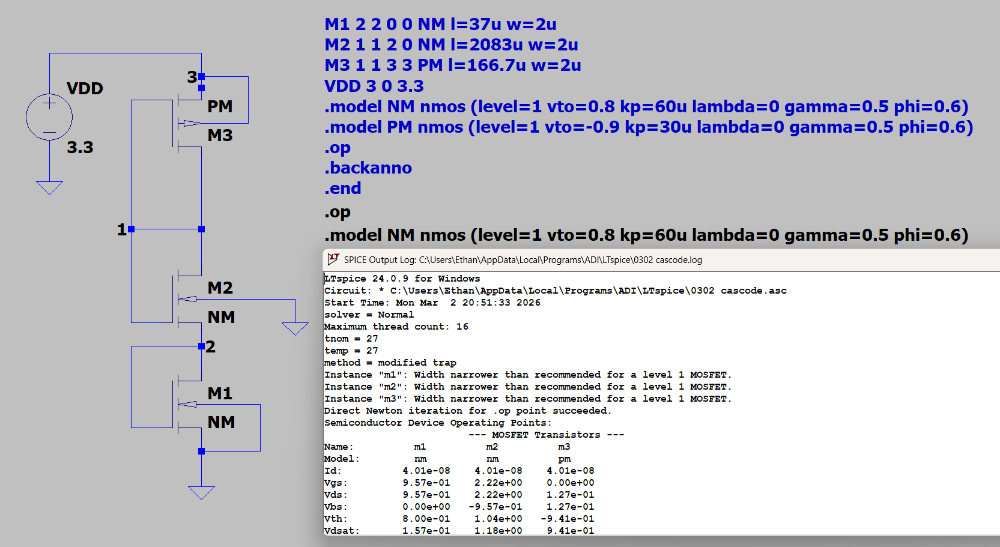 VDD
3.3
3
PM
M3
1
M2
NM
2
M1
NM
M1 2 2 0 0 NM l=37u w=2u
M2 1 1 2 0 NM l=2083u w=2u
M3 1 1 3 3 PM l=166.7u w=2u
VDD 3 0 3.3
.model NM nmos (level=1 vto=0.8 kp=60u lambda=0 gamma=0.5 phi=0.6)
.model PM nmos (level=1 vto=-0.9 kp=30u lambda=0 gamma=0.5 phi=0.6)
.op
.backanno
.end
.op
.model NM nmos (level=1 vto=0.8 kp=60u lambda=0 gamma=0.5 phi=0.6)
SPICE Output Log: C:\Users\Ethan\AppData\Local\Programs\ADI\LTspice\0302 cascode.log
LTspice 24.0.9 for Windows
Circuit: * C:\Users\Ethan\AppData\Local\Programs\ADI\LTspice\0302 cascode.asc
Start Time: Mon Mar  2 20:51:33 2026
solver = Normal
Maximum thread count: 16
tnom = 27
temp = 27
method = modified trap
Instance "m1": Width narrower than recommended for a level 1 MOSFET.
Instance "m2": Width narrower than recommended for a level 1 MOSFET.
Instance "m3": Width narrower than recommended for a level 1 MOSFET.
Direct Newton iteration for .op point succeeded.
Semiconductor Device Operating Points:
--- MOSFET Transistors ---
Name: m1 m2 m3
Model: nm nm pm
Id: 4.01e-08 4.01e-08 4.01e-08
Vgs: 9.57e-01 2.22e+00 0.00e+00
Vds: 9.57e-01 2.22e+00 1.27e-01
Vbs: 0.00e+00 -9.57e-01 1.27e-01
Vth: 8.00e-01 1.04e+00 -9.41e-01
Vdsat: 1.57e-01 1.18e+00 9.41e-01